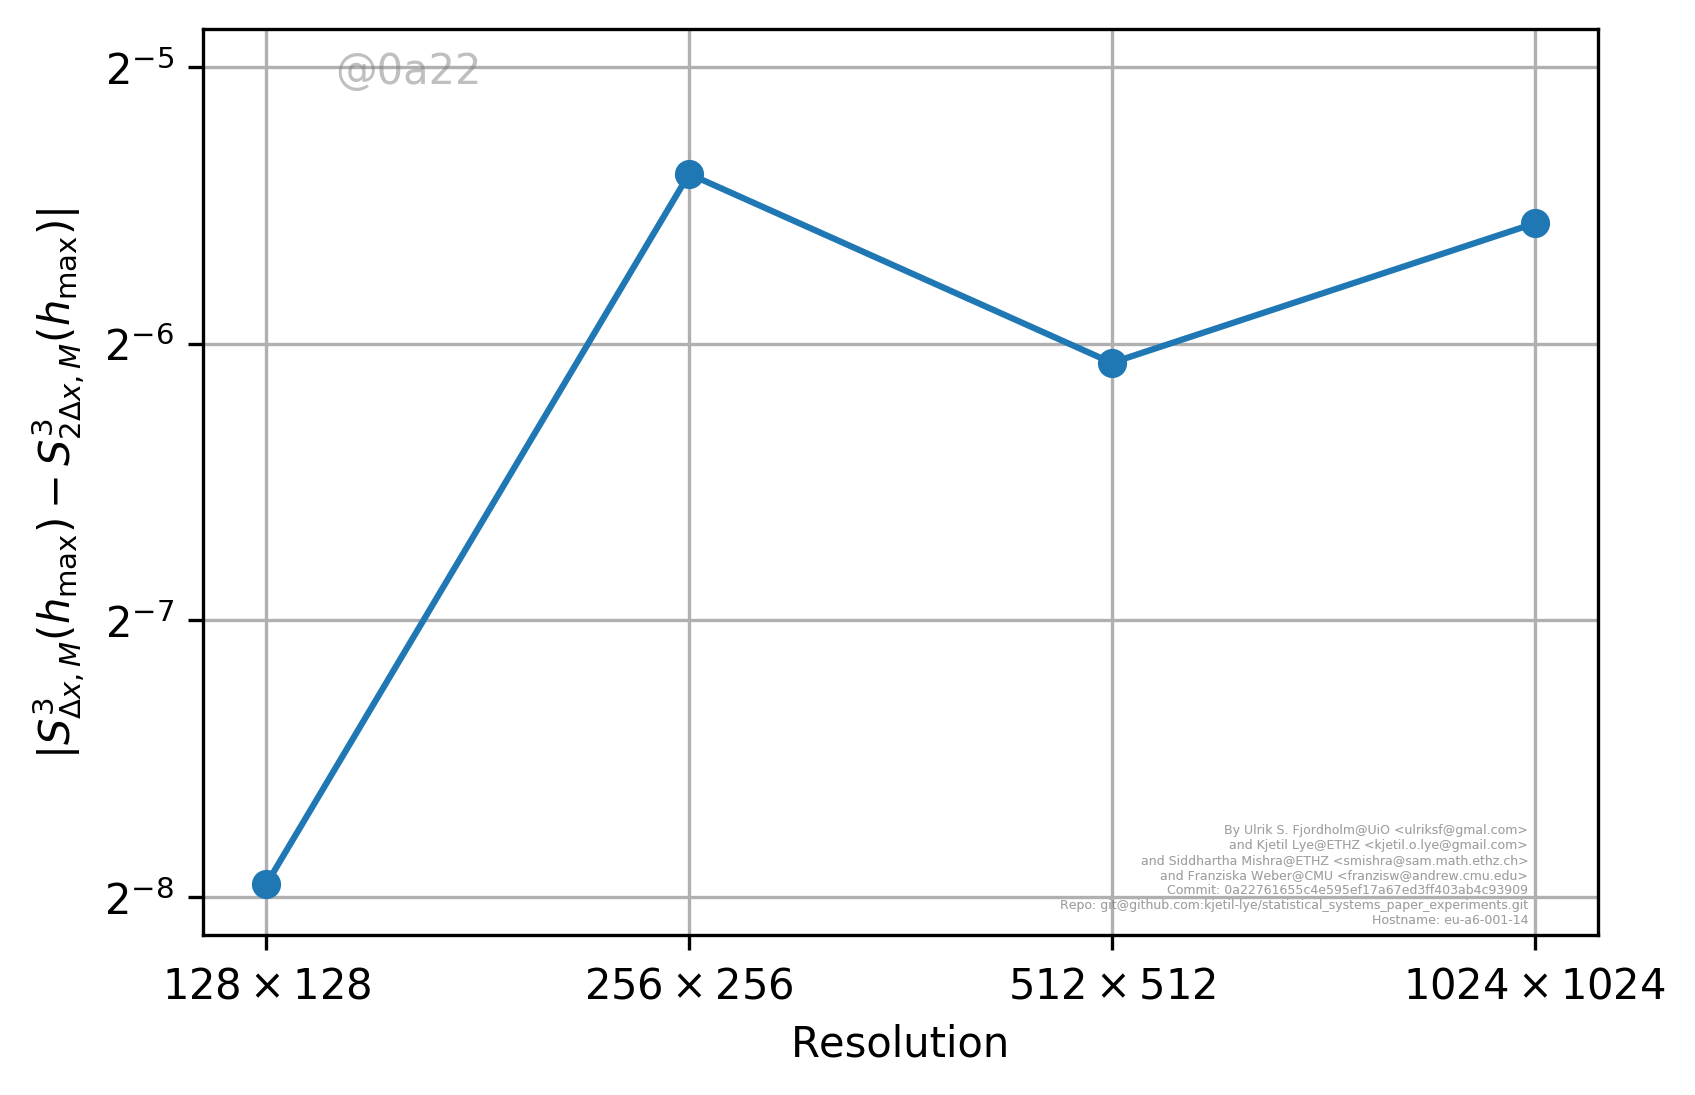 @0a22
2⁻⁵
2⁻⁶
2⁻⁷
2⁻⁸
|S³_{Δx,M}(h_max) − S³_{2Δx,M}(h_max)|
By Ulrik S. Fjordholm@UiO <ulriksf@gmal.com>
and Kjetil Lye@ETHZ <kjetil.o.lye@gmail.com>
and Siddhartha Mishra@ETHZ <smishra@sam.math.ethz.ch>
and Franziska Weber@CMU <franzisw@andrew.cmu.edu>
Commit: 0a22761655c4e595ef17a67ed3ff403ab4c93909
Repo: git@github.com:kjetil-lye/statistical_systems_paper_experiments.git
Hostname: eu-a6-001-14
128 × 128 256 × 256 512 × 512 1024 × 1024
Resolution